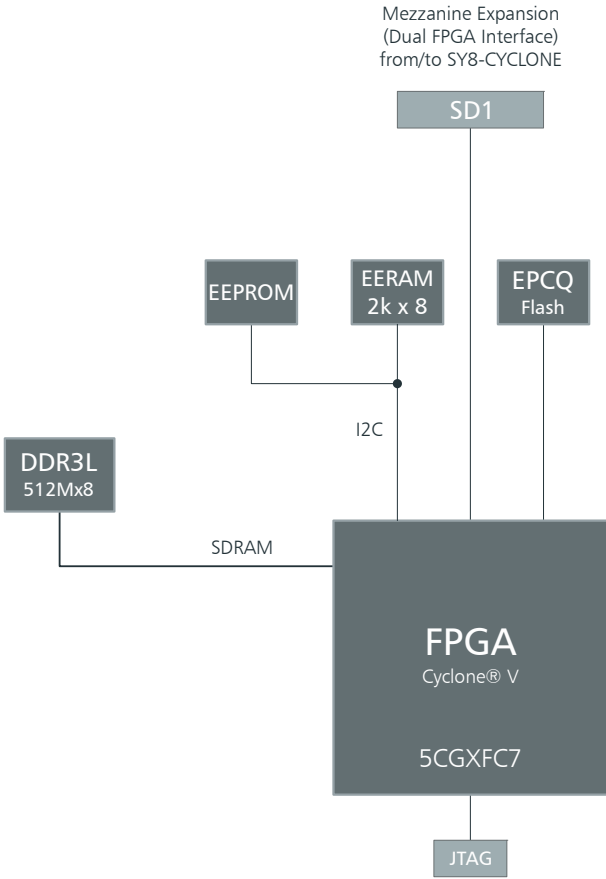 Mezzanine Expansion
(Dual FPGA Interface)
from/to SY8-CYCLONE
SD1
EEPROM
EERAM
2k x 8
EPCQ
Flash
I2C
DDR3L
512Mx8
SDRAM
FPGA
Cyclone® V
5CGXFC7
JTAG